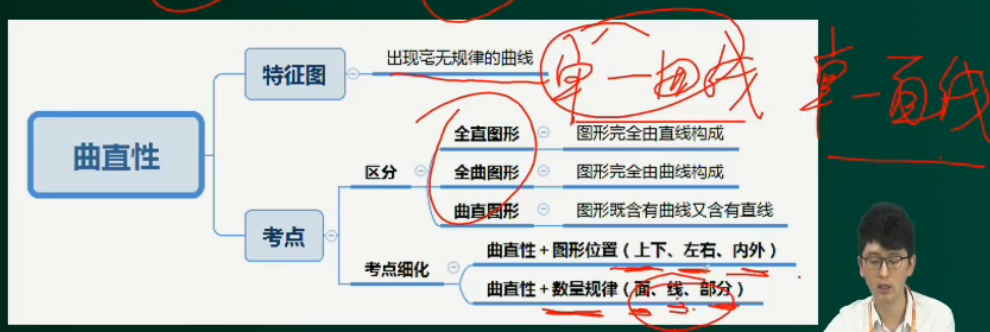 特征图
出现毫无规律的曲线
单一曲线
单一直线
曲直性
全直图形
图形完全由直线构成
区分
全曲图形
图形完全由曲线构成
曲直图形
图形既含有曲线又含有直线
考点
曲直性+图形位置（上下、左右、内外）
考点细化
曲直性+数量规律（面、线、部分）